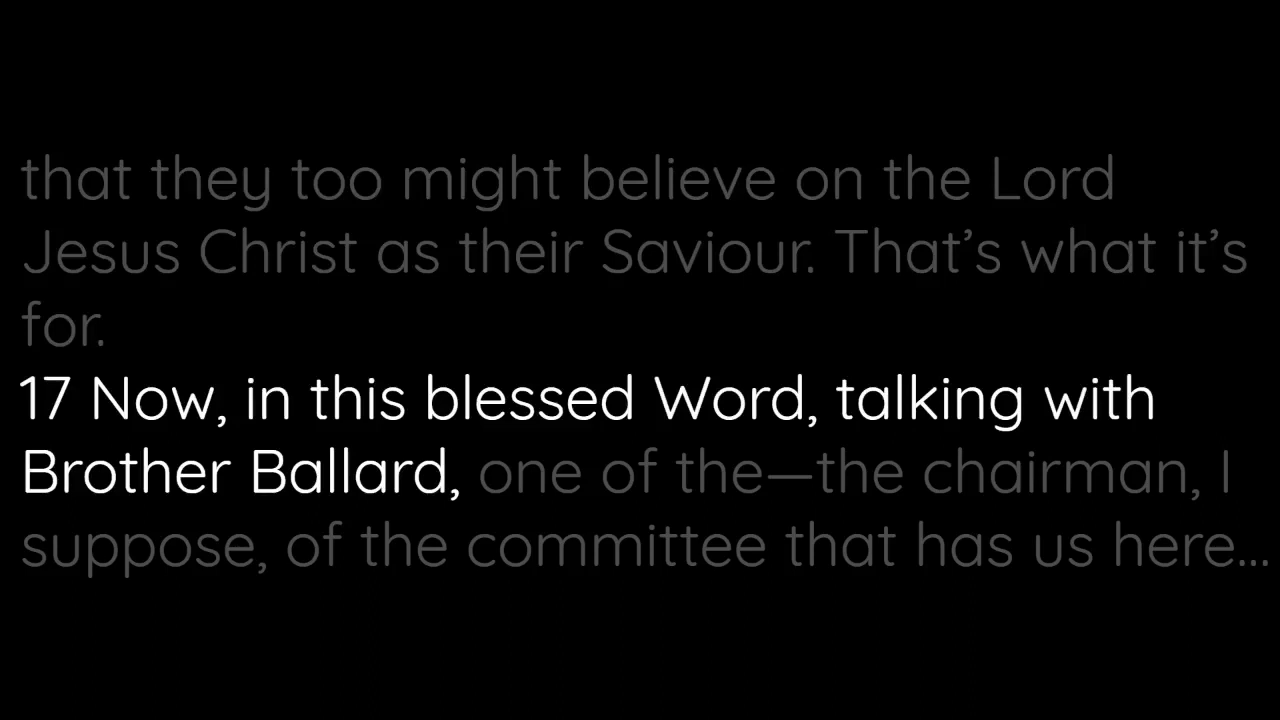 that they too might believe on the Lord
Jesus Christ as their Saviour. That’s what it’s
for.
17 Now, in this blessed Word, talking with
Brother Ballard, one of the—the chairman, I
suppose, of the committee that has us here...